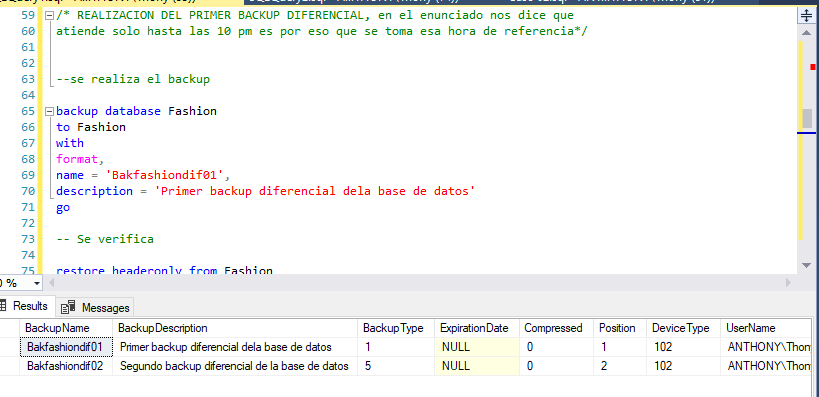 59 /* REALIZACION DEL PRIMER BACKUP DIFERENCIAL, en el enunciado nos dice que
60 atiende solo hasta las 10 pm es por eso que se toma esa hora de referencia*/
61
62
63 --se realiza el backup
64
65 backup database Fashion
66 to Fashion
67 with
68 format,
69 name = 'Bakfashiondif01',
70 description = 'Primer backup diferencial dela base de datos'
71 go
72
73 -- Se verifica
74
75 restore headeronly from Fashion
0 %
Results Messages
BackupName BackupDescription BackupType ExpirationDate Compressed Position DeviceType UserName
Bakfashiondif01 Primer backup diferencial dela base de datos 1 NULL 0 1 102 ANTHONY\Thon
Bakfashiondif02 Segundo backup diferencial de la base de datos 5 NULL 0 2 102 ANTHONY\Thon